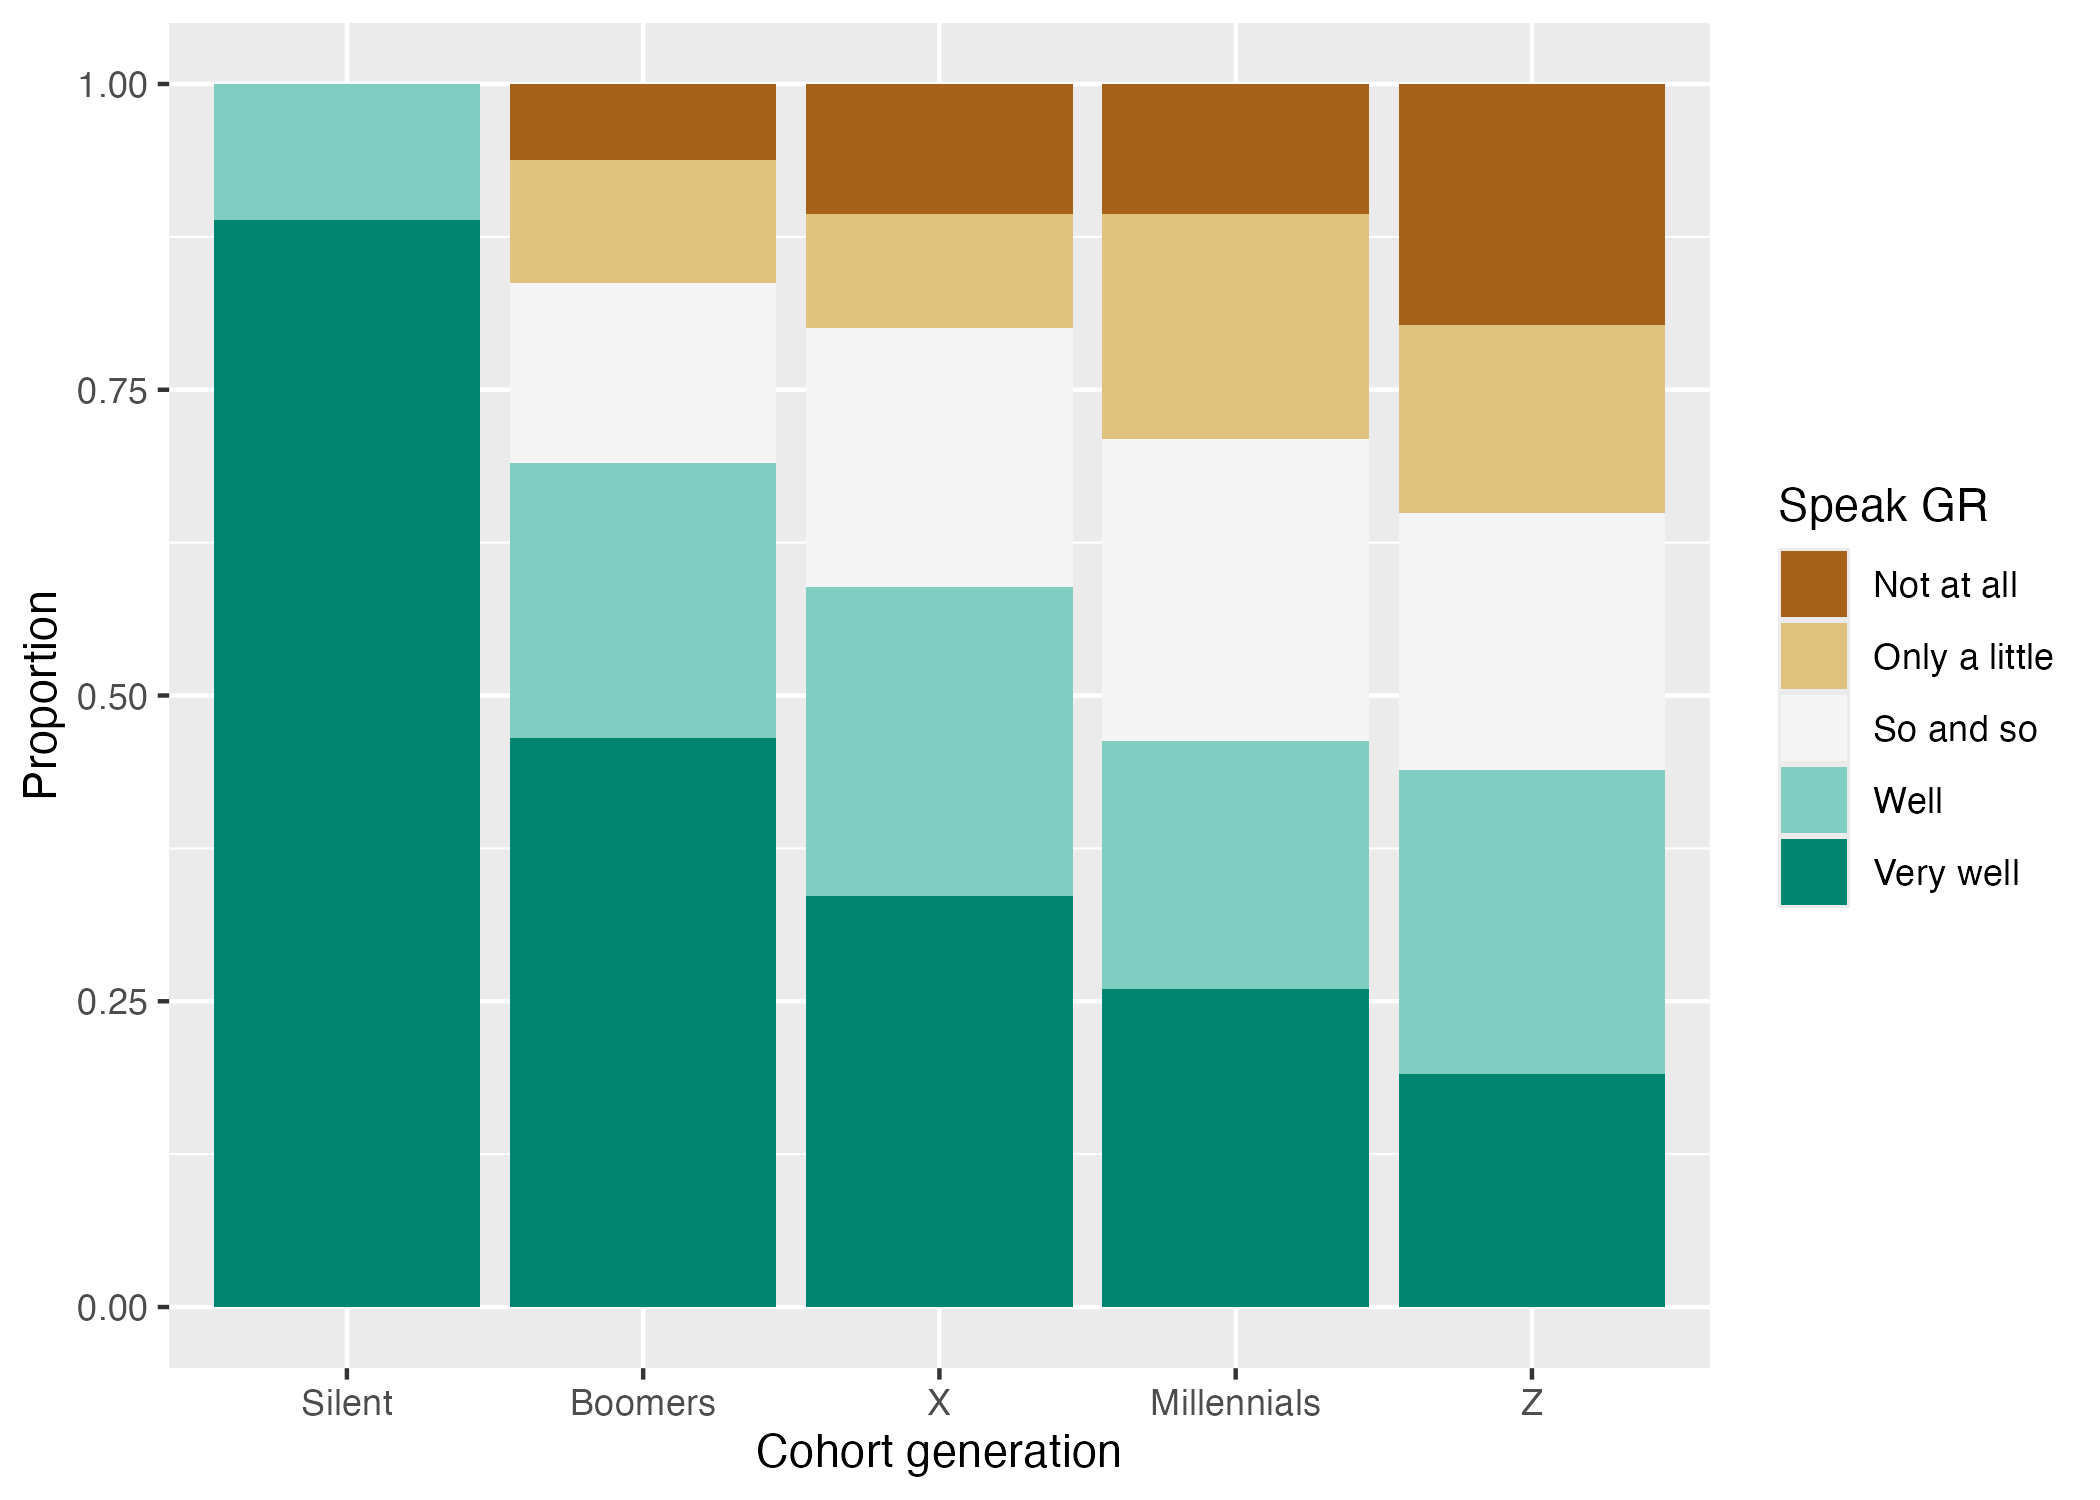 1.00
0.75
0.50
0.25
0.00
Proportion
Silent
Boomers
X
Millennials
Z
Cohort generation
Speak GR
Not at all
Only a little
So and so
Well
Very well